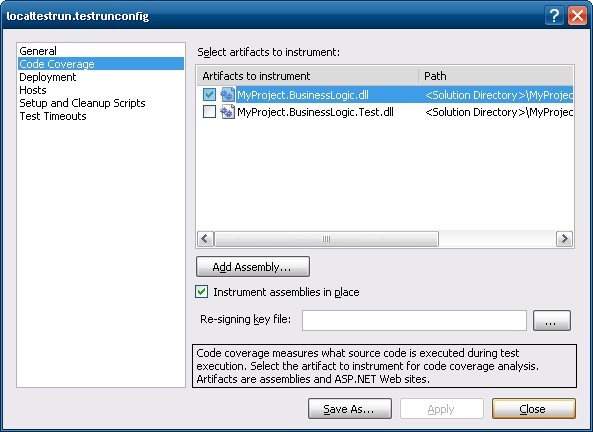 localtestrun.testrunconfig
General
Code Coverage
Deployment
Hosts
Setup and Cleanup Scripts
Test Timeouts
Select artifacts to instrument:
Artifacts to instrument Path
MyProject.BusinessLogic.dll <Solution Directory>\MyProjec
MyProject.BusinessLogic.Test.dll <Solution Directory>\MyProjec
Add Assembly...
Instrument assemblies in place
Re-signing key file:
...
Code coverage measures what source code is executed during test
execution. Select the artifact to instrument for code coverage analysis.
Artifacts are assemblies and ASP.NET Web sites.
Save As... Apply Close